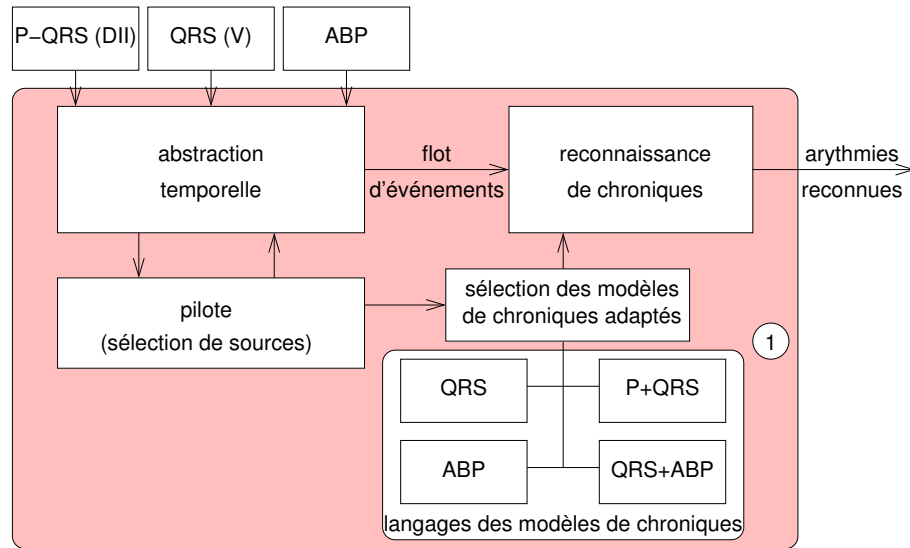 P−QRS (DII)
QRS (V)
ABP
abstraction
temporelle
flot
d'événements
reconnaissance
de chroniques
arythmies
reconnues
pilote
(sélection de sources)
sélection des modèles
de chroniques adaptés
1
QRS
P+QRS
ABP
QRS+ABP
langages des modèles de chroniques